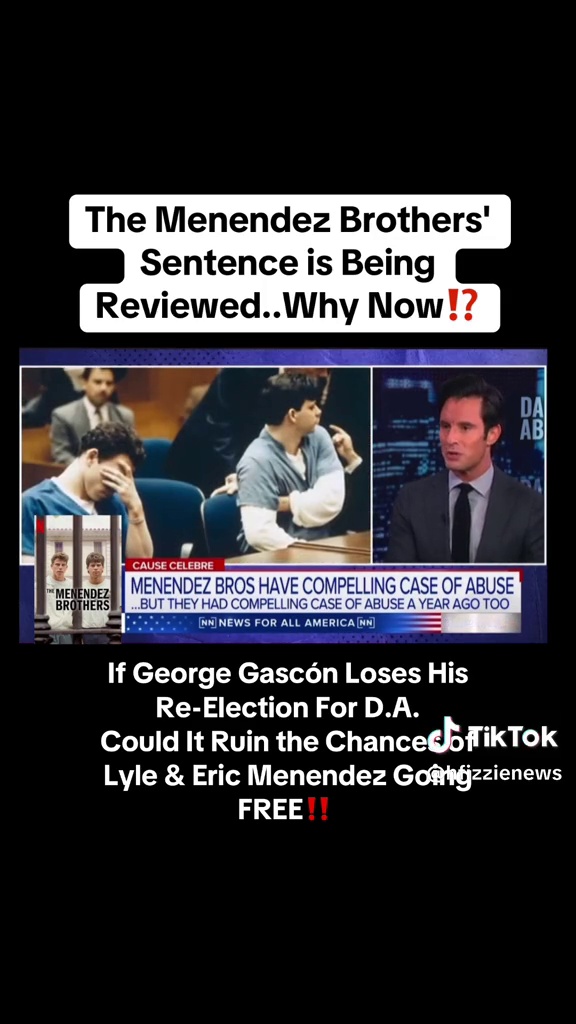 The Menendez Brothers'
Sentence is Being
Reviewed..Why Now⁉️
DA
AB
THE
MENENDEZ
BROTHERS
CAUSE CELEBRE
MENENDEZ BROS HAVE COMPELLING CASE OF ABUSE
...BUT THEY HAD COMPELLING CASE OF ABUSE A YEAR AGO TOO
NN NEWS FOR ALL AMERICA NN
If George Gascón Loses His
Re-Election For D.A.
Could It Ruin the Chances of
Lyle & Eric Menendez Going
FREE‼️
TikTok